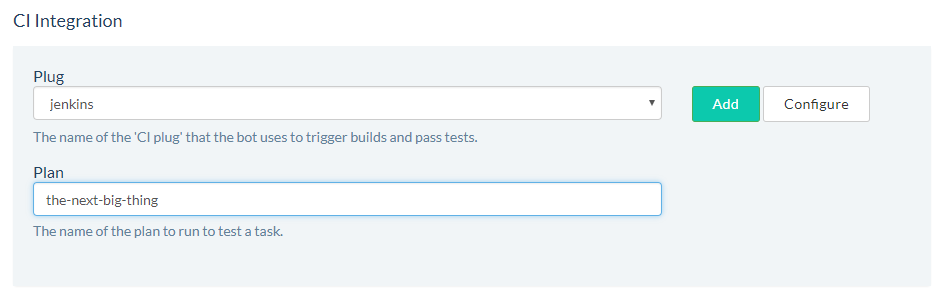 CI Integration
Plug
jenkins
Add
Configure
The name of the 'CI plug' that the bot uses to trigger builds and pass tests.
Plan
the-next-big-thing
The name of the plan to run to test a task.